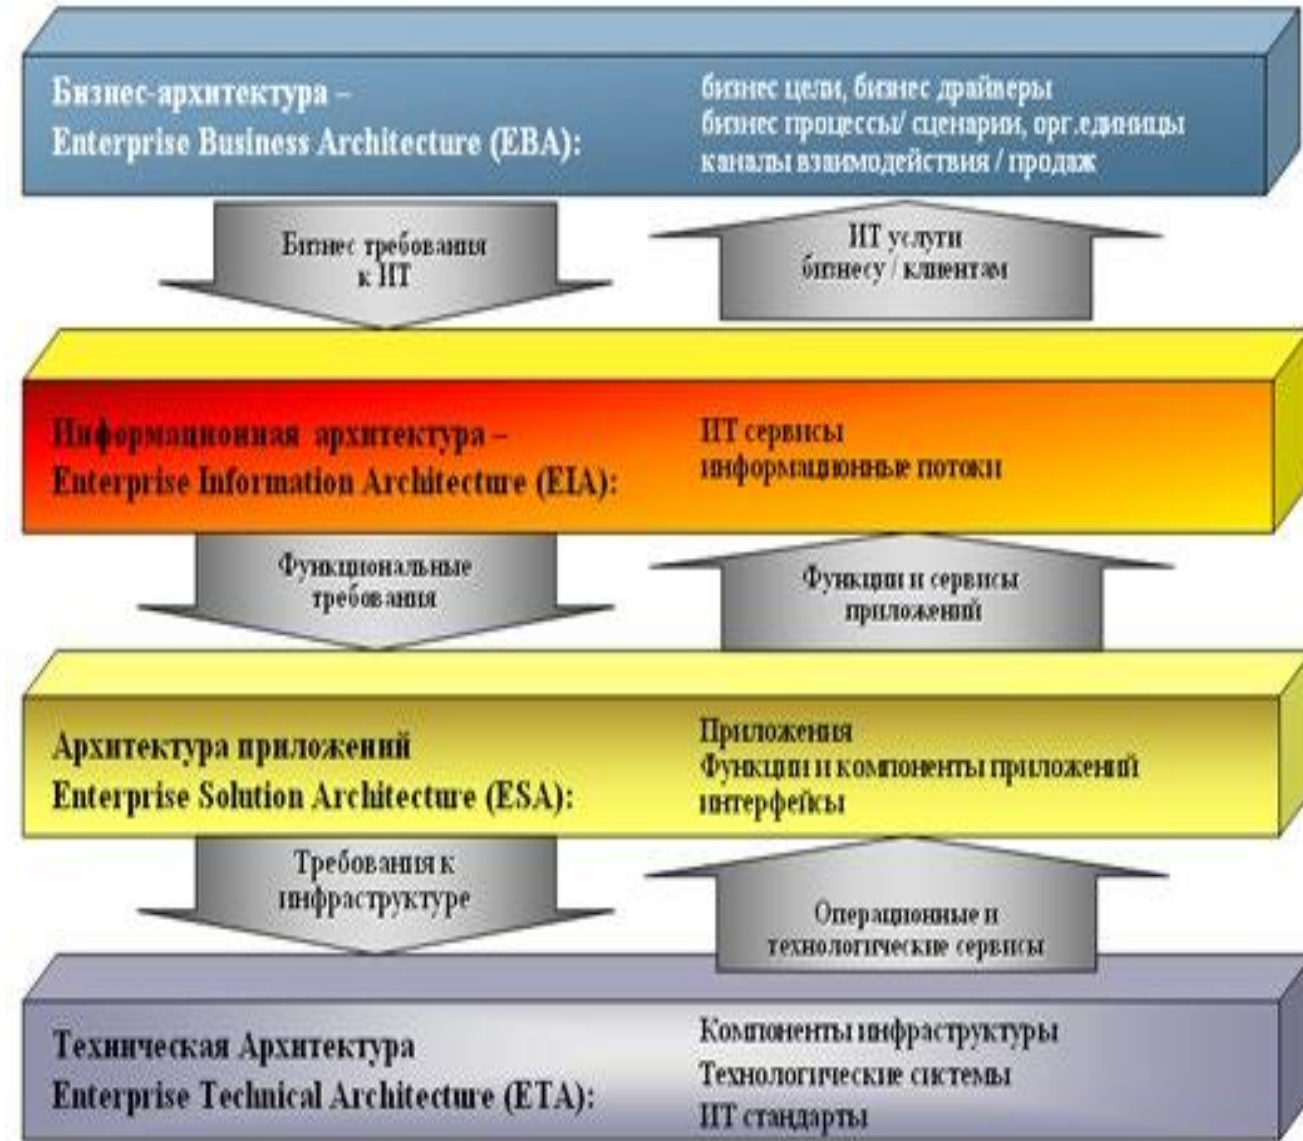 Бизнес-архитектура –
Enterprise Business Architecture (EBA):
бизнес цели, бизнес драйверы
бизнес процессы/ сценарии, орг.единицы
каналы взаимодействия / продаж
Бизнес требования
к ИТ
ИТ услуги
бизнесу / клиентам
Информационная архитектура –
Enterprise Information Architecture (EIA):
ИТ сервисы
информационные потоки
Функциональные
требования
Функции и сервисы
приложений
Архитектура приложений
Enterprise Solution Architecture (ESA):
Приложения
Функции и компоненты приложений
интерфейсы
Требования к
инфраструктуре
Операционные и
технологические сервисы
Техническая Архитектура
Enterprise Technical Architecture (ETA):
Компоненты инфраструктуры
Технологические системы
ИТ стандарты